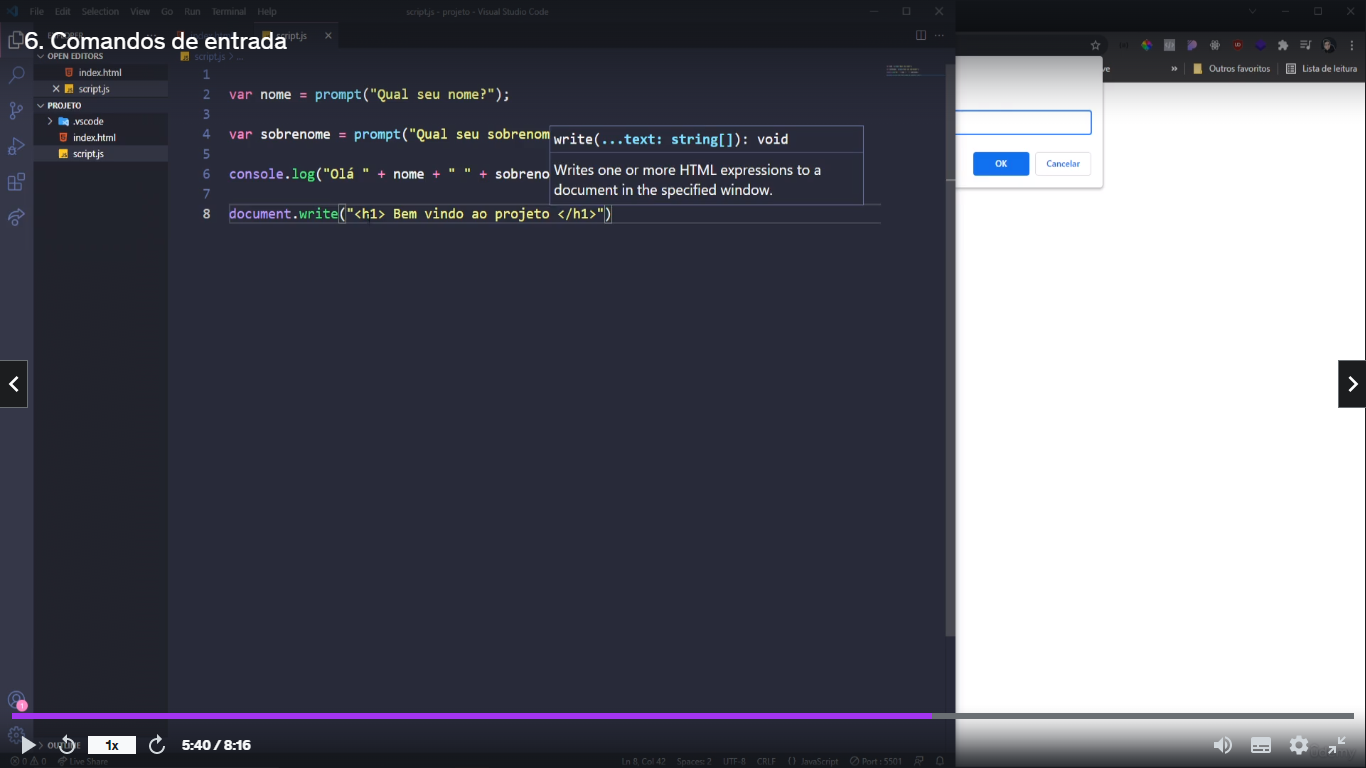 File Edit Selection View Go Run Terminal Help
script.js - projeto - Visual Studio Code
6. Comandos de entrada
script.js
OPEN EDITORS
index.html
script.js
PROJETO
.vscode
index.html
script.js
script.js > ...
1
2 var nome = prompt("Qual seu nome?");
3
4 var sobrenome = prompt("Qual seu sobrenom
5
6 console.log("Olá " + nome + " " + sobreno
7
8 document.write("<h1> Bem vindo ao projeto </h1>")
write(...text: string[]): void
Writes one or more HTML expressions to a
document in the specified window.
ve
» Outros favoritos Lista de leitura
OK Cancelar
1
OUTLINE
1x 5:40 / 8:16
0 0 Live Share
Ln 8, Col 42 Spaces: 2 UTF-8 CRLF JavaScript Port : 5501